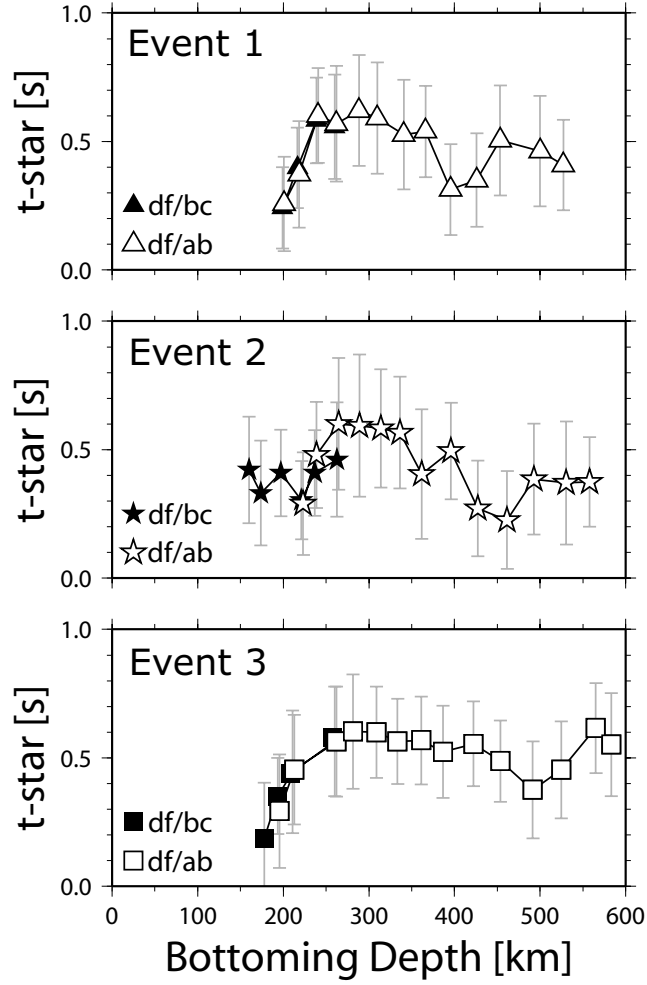 1.0
Event 1
t-star [s]
0.5
df/bc
df/ab
0.0
1.0
Event 2
t-star [s]
0.5
df/bc
df/ab
0.0
1.0
Event 3
t-star [s]
0.5
df/bc
df/ab
0.0
0 100 200 300 400 500 600
Bottoming Depth [km]